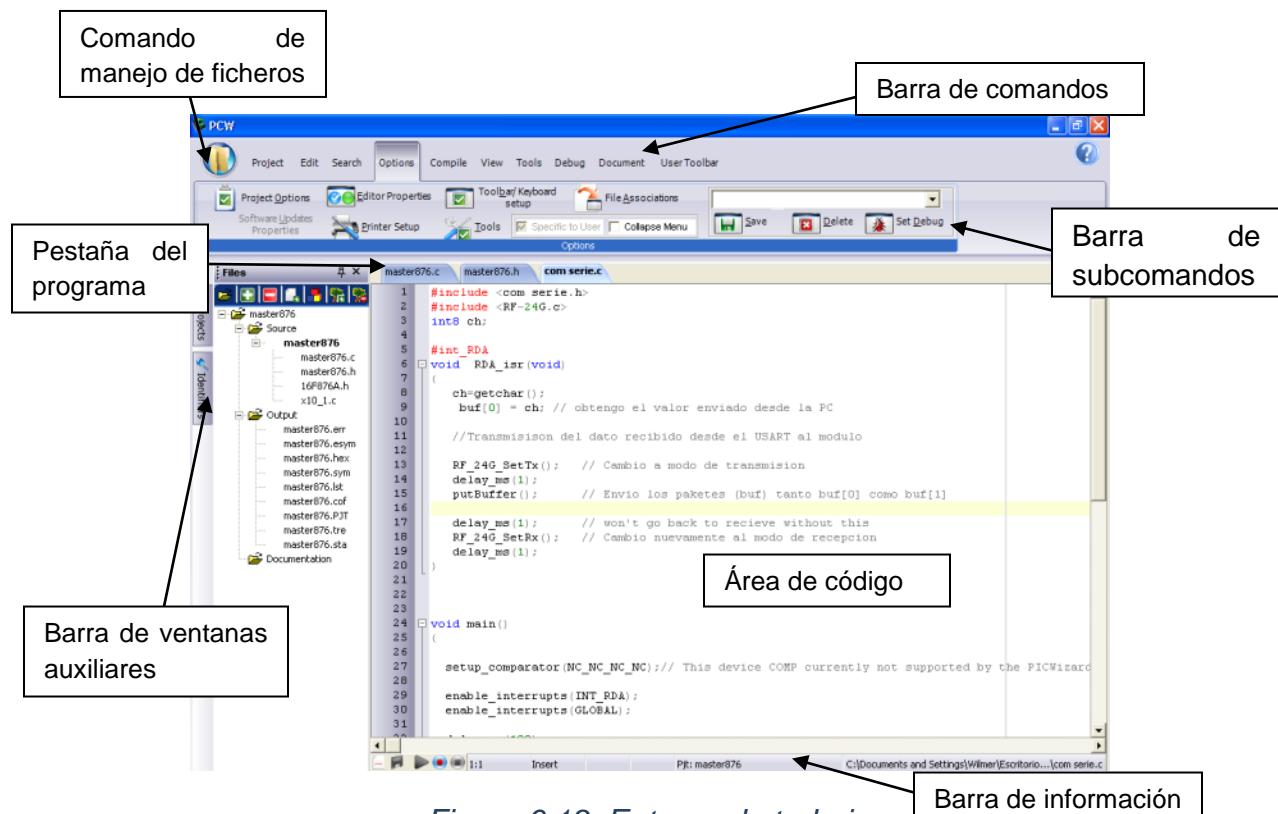 Comando de
manejo de ficheros
Barra de comandos
PCW
Project Edit Search Options Compile View Tools Debug Document User Toolbar
Project Options Editor Properties Toolbar/Keyboard setup File Associations
Software Updates Properties Printer Setup Tools Specific to User Collapse Menu Save Delete Set Debug
Options
Barra de
subcomandos
Pestaña del
programa
Files
master876.c master876.h com serie.c
Projects
Identifiers
master876
Source
master876
master876.c
master876.h
16F876A.h
x10_1.c
Output
master876.err
master876.esym
master876.hex
master876.sym
master876.lst
master876.cof
master876.PJT
master876.tre
master876.sta
Documentation
1 #include <com serie.h>
2 #include <RF-24G.c>
3 int8 ch;
4
5 #int_RDA
6 void RDA_isr(void)
7 {
8 ch=getchar();
9 buf[0] = ch; // obtengo el valor enviado desde la PC
10
11 //Transmisison del dato recibido desde el USART al modulo
12
13 RF_24G_SetTx(); // Cambio a modo de transmision
14 delay_ms(1);
15 putBuffer(); // Envio los paketes (buf) tanto buf[0] como buf[1]
16
17 delay_ms(1); // won't go back to recieve without this
18 RF_24G_SetRx(); // Cambio nuevamente al modo de recepcion
19 delay_ms(1);
20 }
21
22
23
24 void main()
25 {
26
27 setup_comparator(NC_NC_NC_NC);// This device COMP currently not supported by the PICWizard
28
29 enable_interrupts(INT_RDA);
30 enable_interrupts(GLOBAL);
31
Área de código
Barra de ventanas
auxiliares
1:1 Insert Pjt: master876 C:\Documents and Settings\Wilmer\Escritorio...\com serie.c
Barra de información